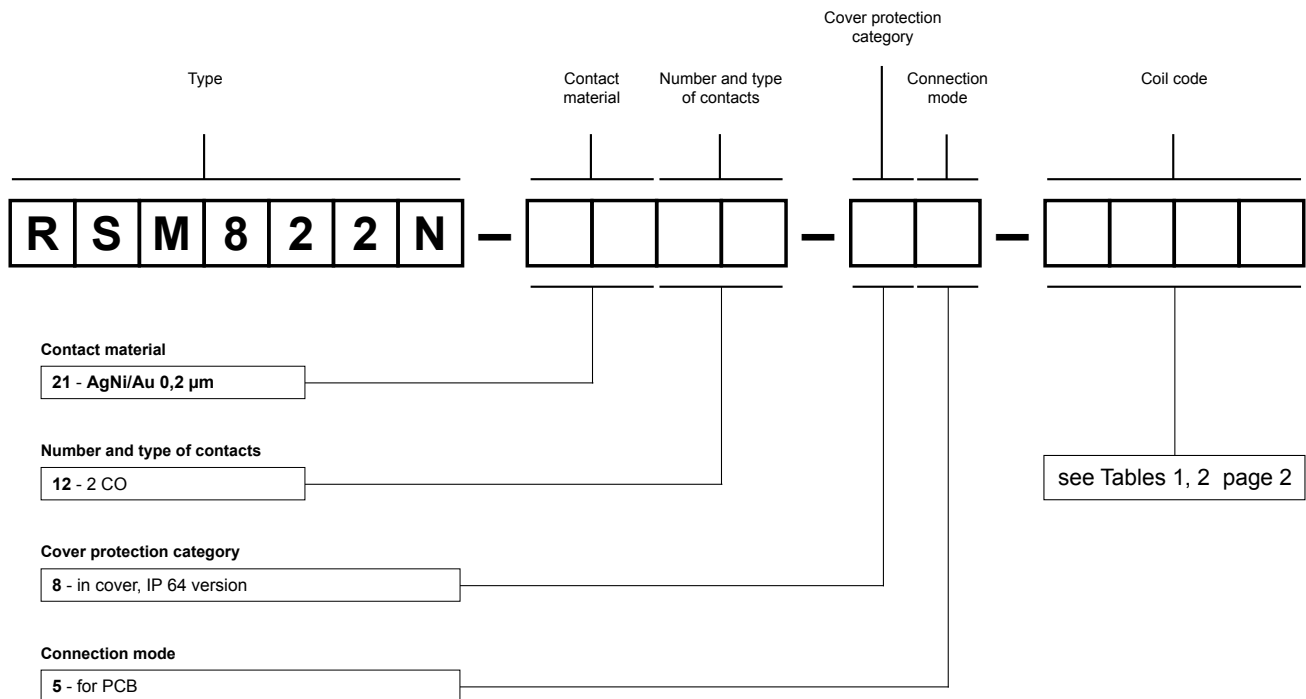 Cover protection
category
Type
Contact
material
Number and type
of contacts
Connection
mode
Coil code
R S M 8 2 2 N – –  –
Contact material
21 - AgNi/Au 0,2 µm
Number and type of contacts
12 - 2 CO
see Tables 1, 2 page 2
Cover protection category
8 - in cover, IP 64 version
Connection mode
5 - for PCB